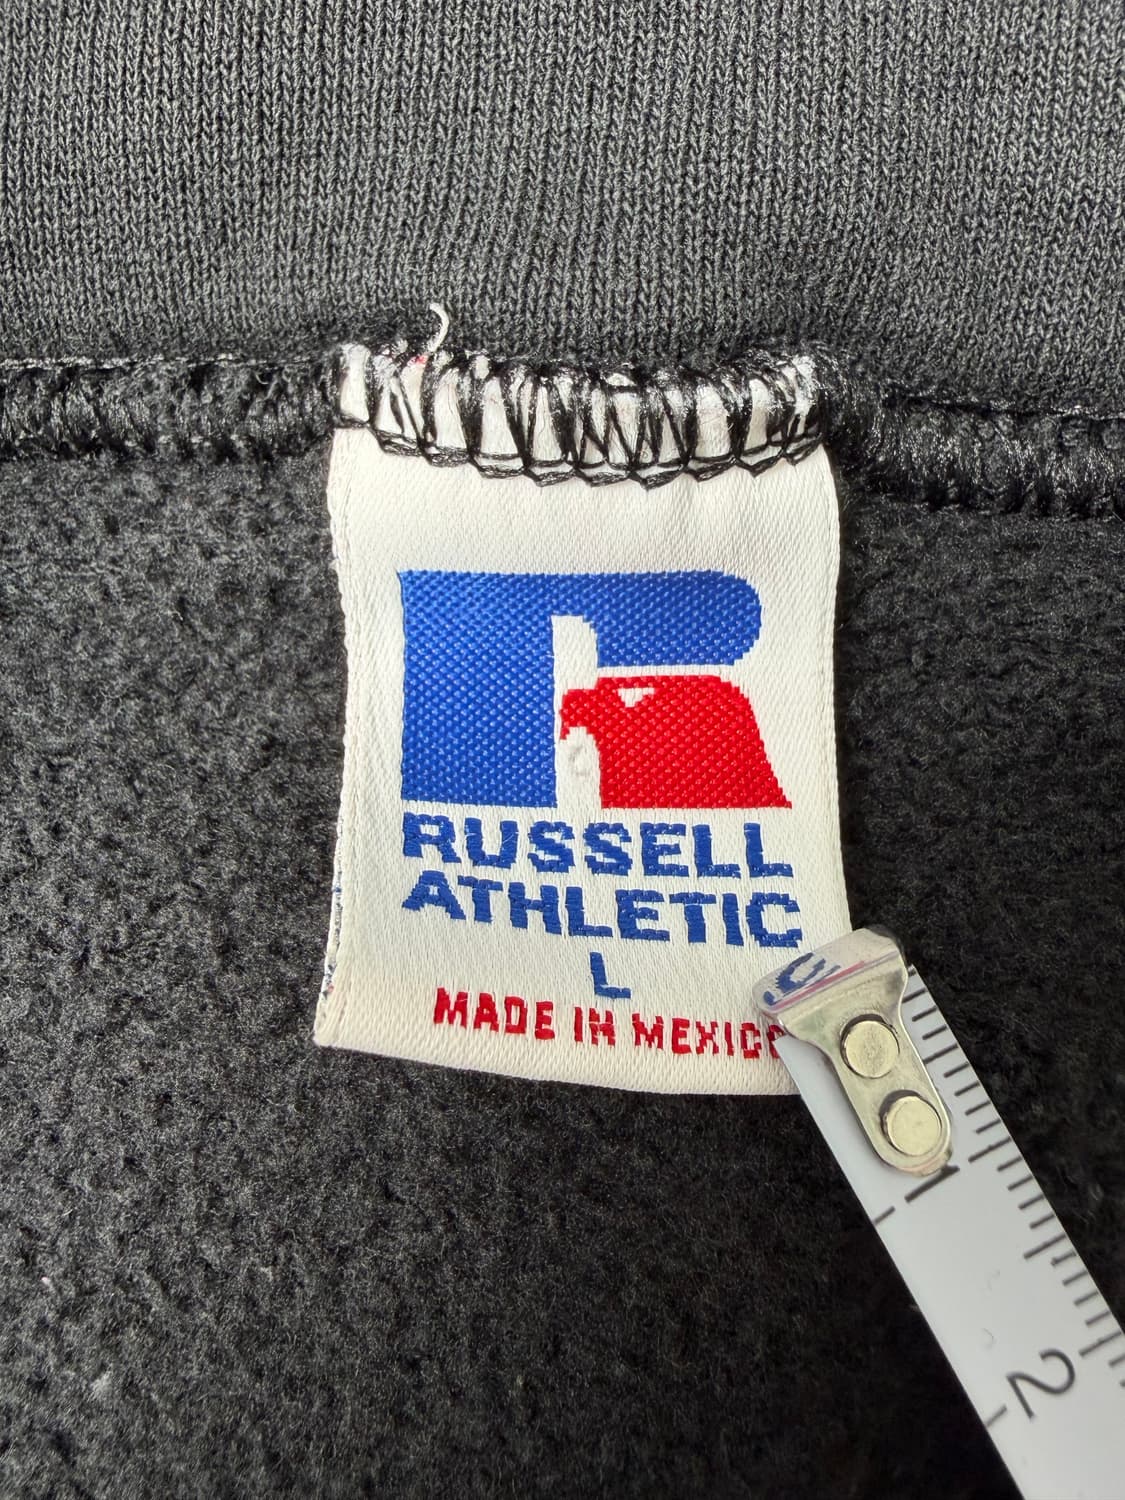 RUSSELL
ATHLETIC
L
MADE IN MEXICO
1
2